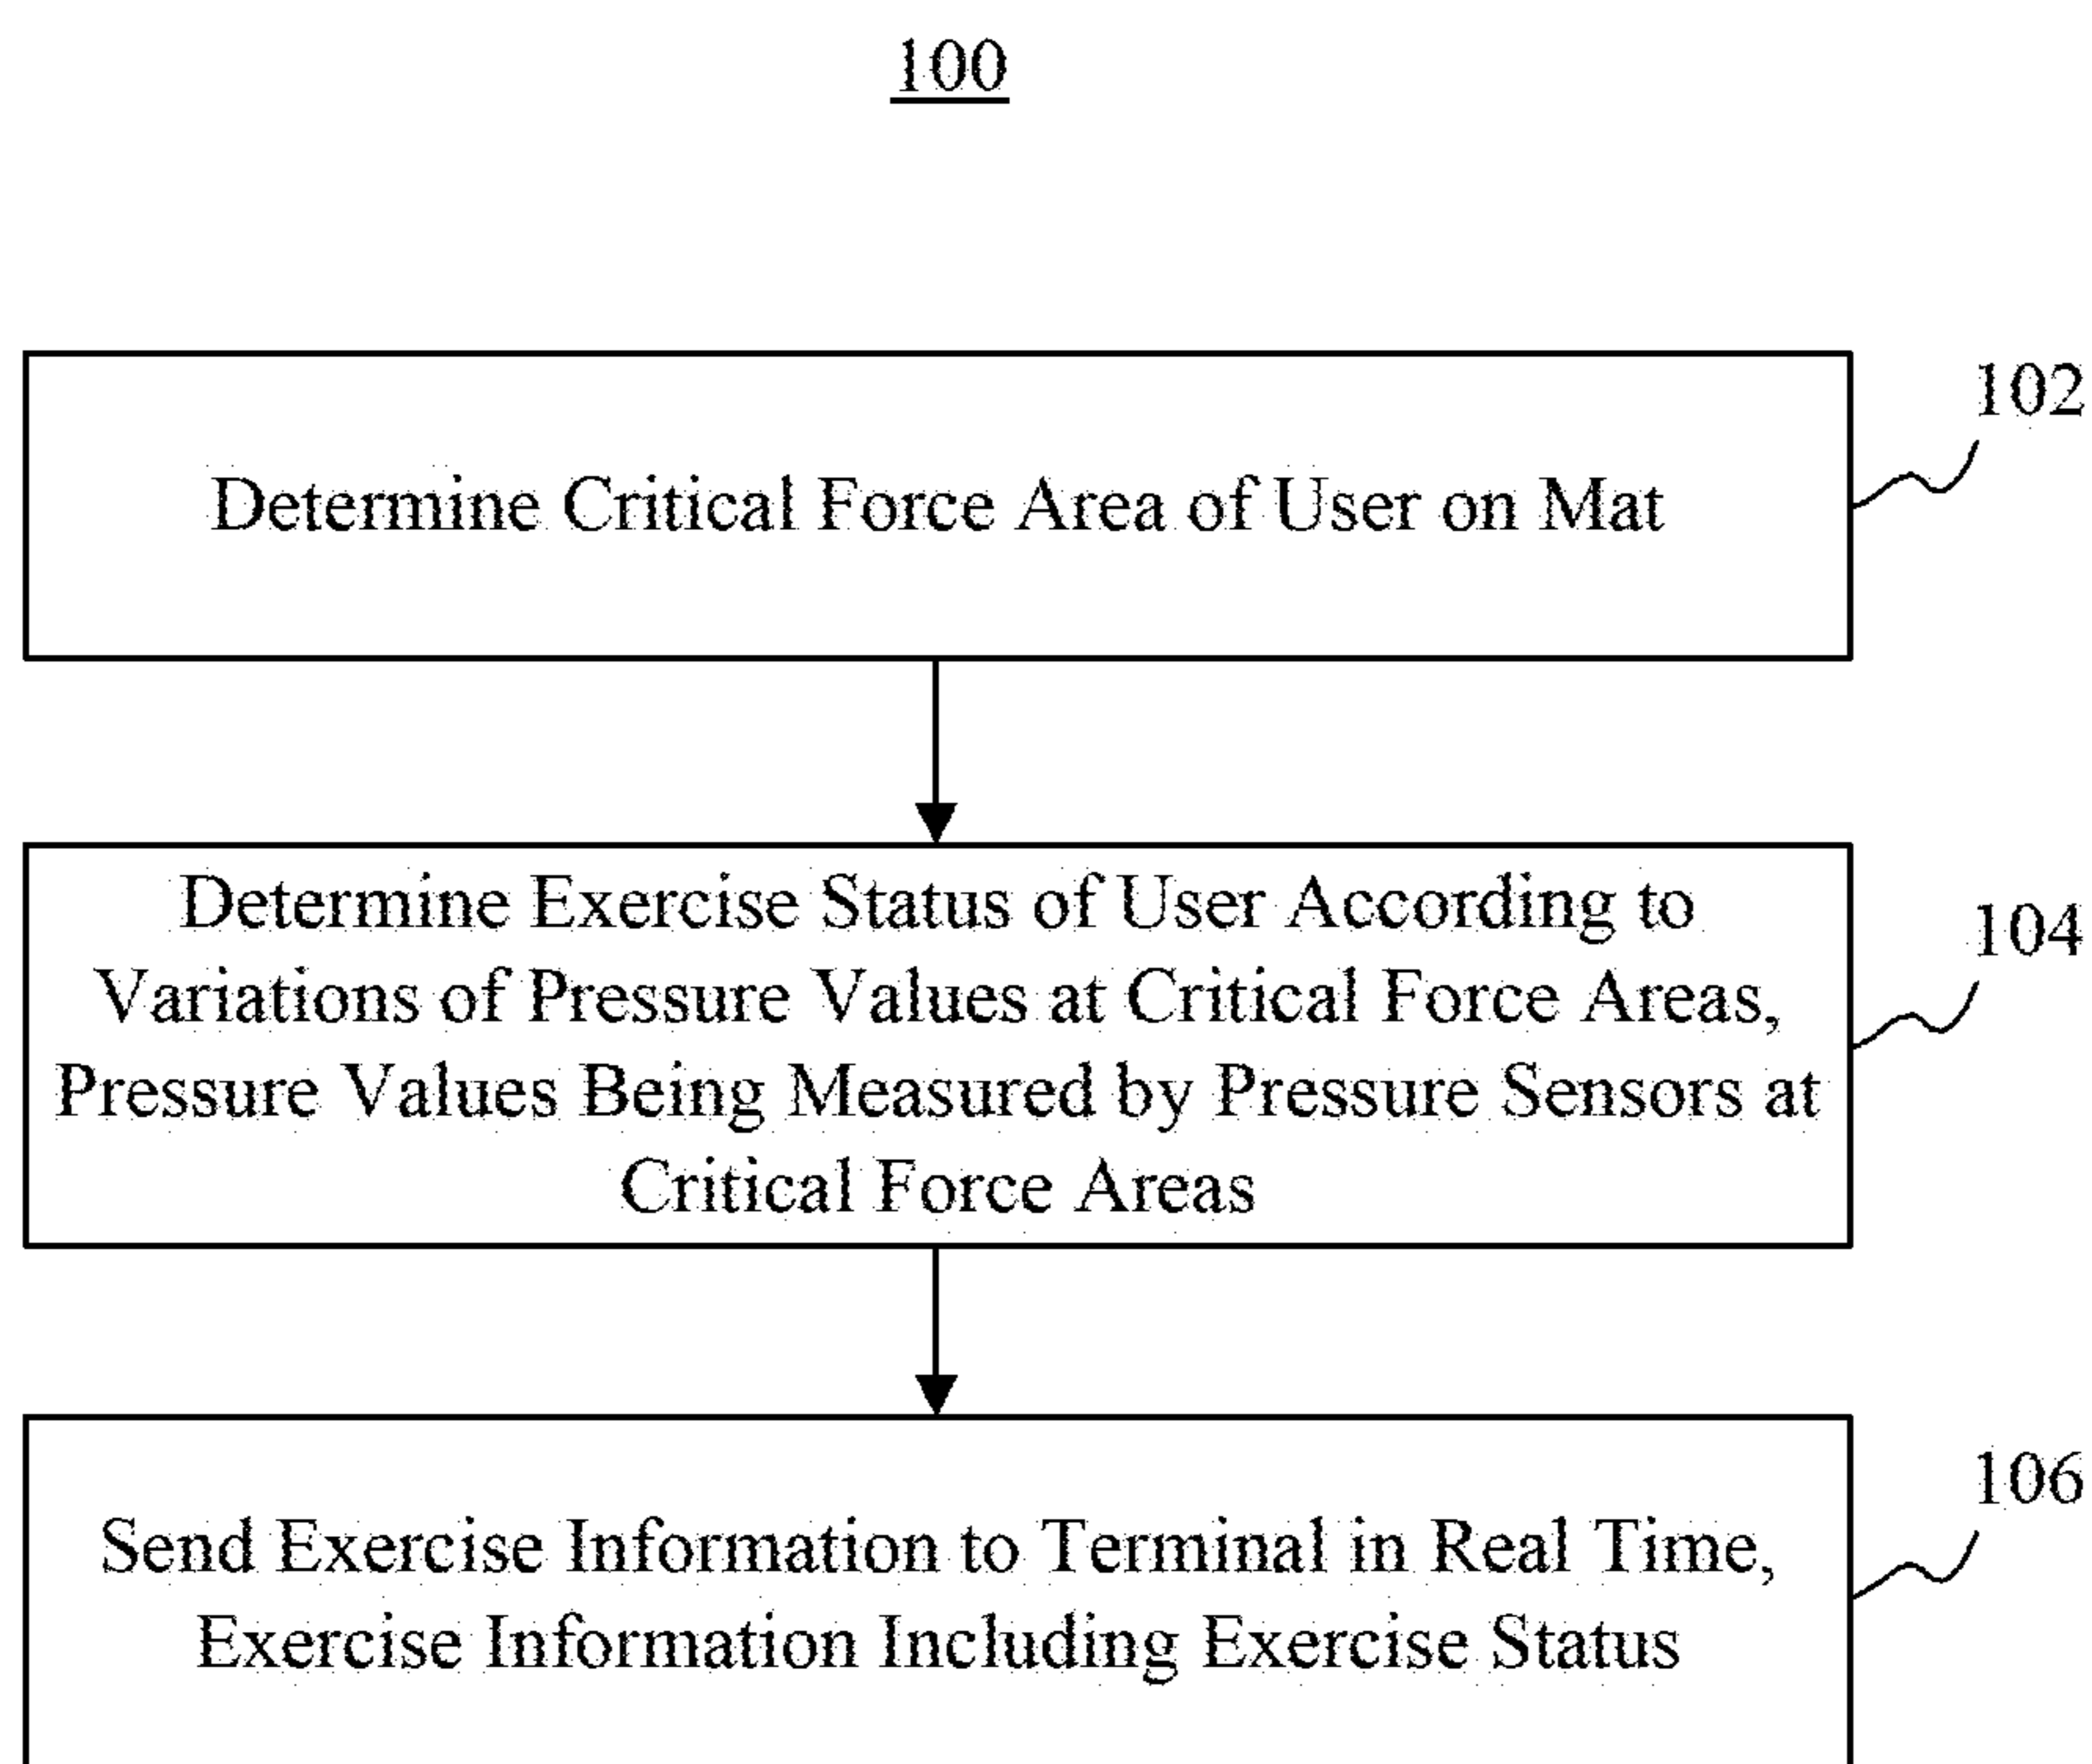 100
102
Determine Critical Force Area of User on Mat
104
Determine Exercise Status of User According to
Variations of Pressure Values at Critical Force Areas,
Pressure Values Being Measured by Pressure Sensors at
Critical Force Areas
106
Send Exercise Information to Terminal in Real Time,
Exercise Information Including Exercise Status